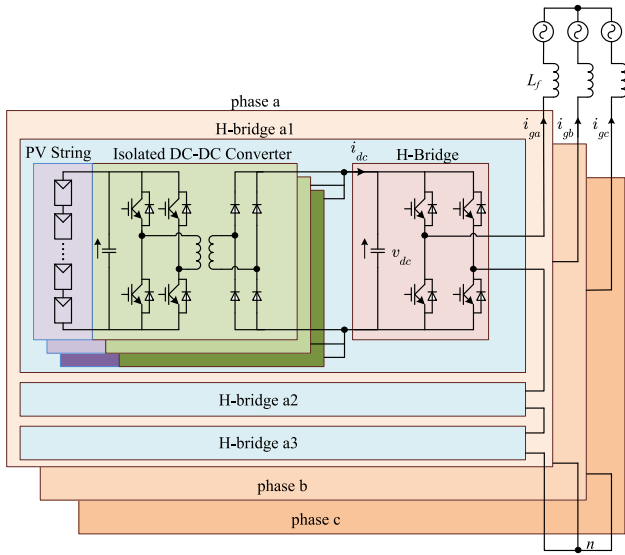 L_f
phase a
i_ga
i_gb
i_gc
H-bridge a1
PV String
Isolated DC-DC Converter
i_dc
H-Bridge
v_dc
H-bridge a2
H-bridge a3
phase b
phase c
n